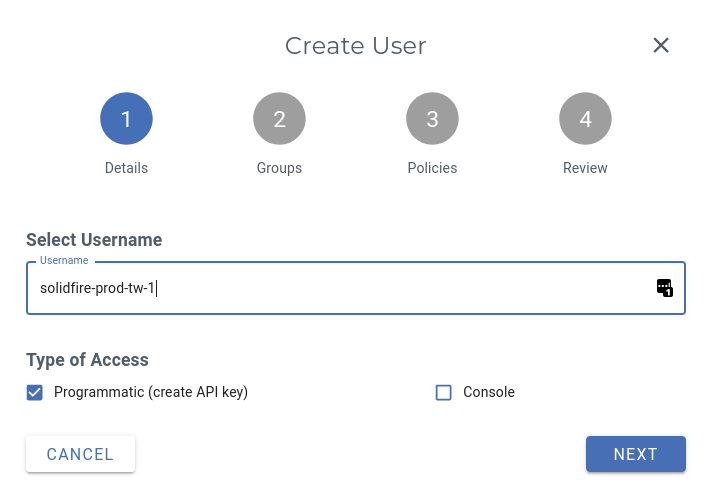 Create User
1 2 3 4
Details Groups Policies Review
Select Username
Username
solidfire-prod-tw-1
1
Type of Access
Programmatic (create API key) Console
CANCEL NEXT